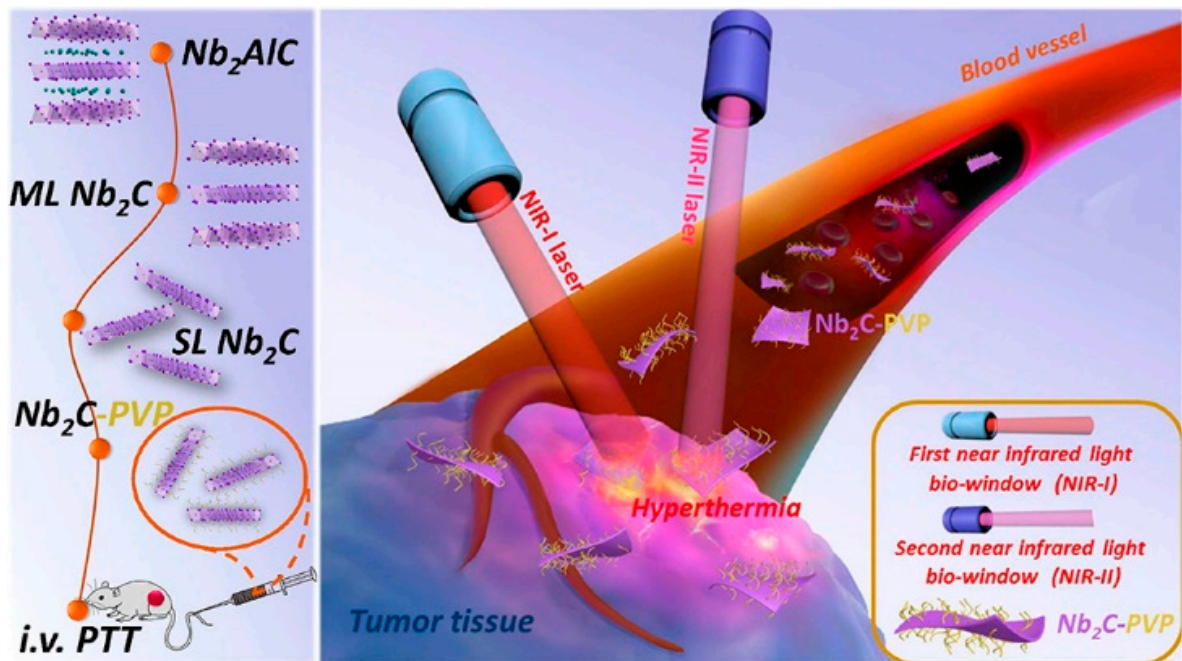 Nb₂AlC
ML Nb₂C
SL Nb₂C
Nb₂C-PVP
i.v. PTT
Blood vessel
NIR-II laser
NIR-I laser
Nb₂C-PVP
Hyperthermia
Tumor tissue
First near infrared light
bio-window (NIR-I)
Second near infrared light
bio-window (NIR-II)
Nb₂C-PVP